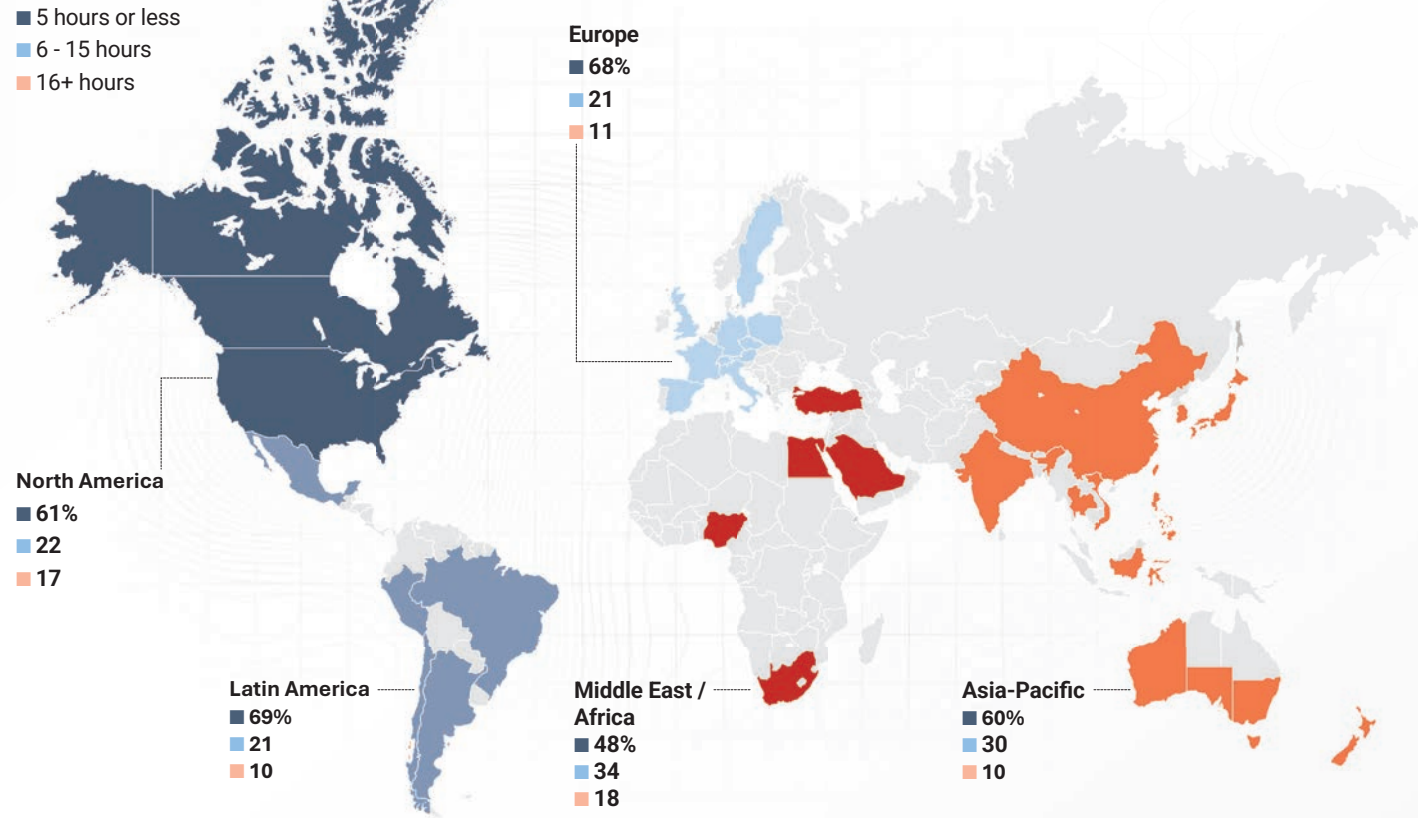 5 hours or less
6 - 15 hours
16+ hours
Europe
68%
21
11
North America
61%
22
17
Latin America
69%
21
10
Middle East /
Africa
48%
34
18
Asia-Pacific
60%
30
10